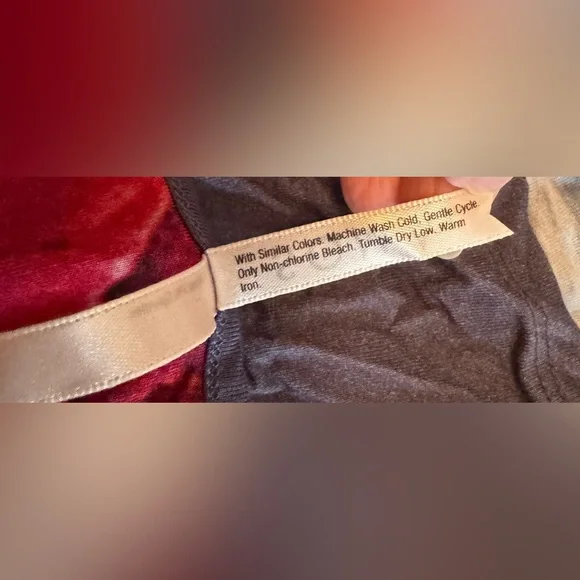 With Similar Colors. Machine Wash Cold, Gentle Cycle.
Only Non-chlorine Bleach. Tumble Dry Low. Warm
Iron.